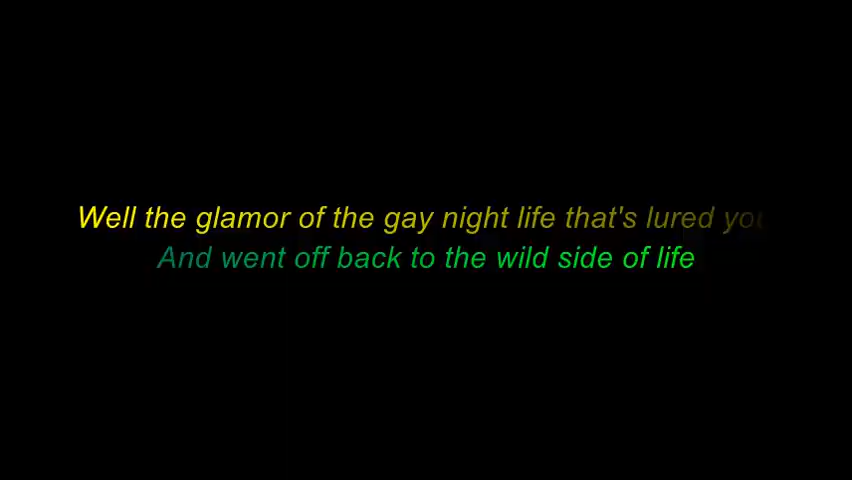 Well the glamor of the gay night life that's lured you
And went off back to the wild side of life